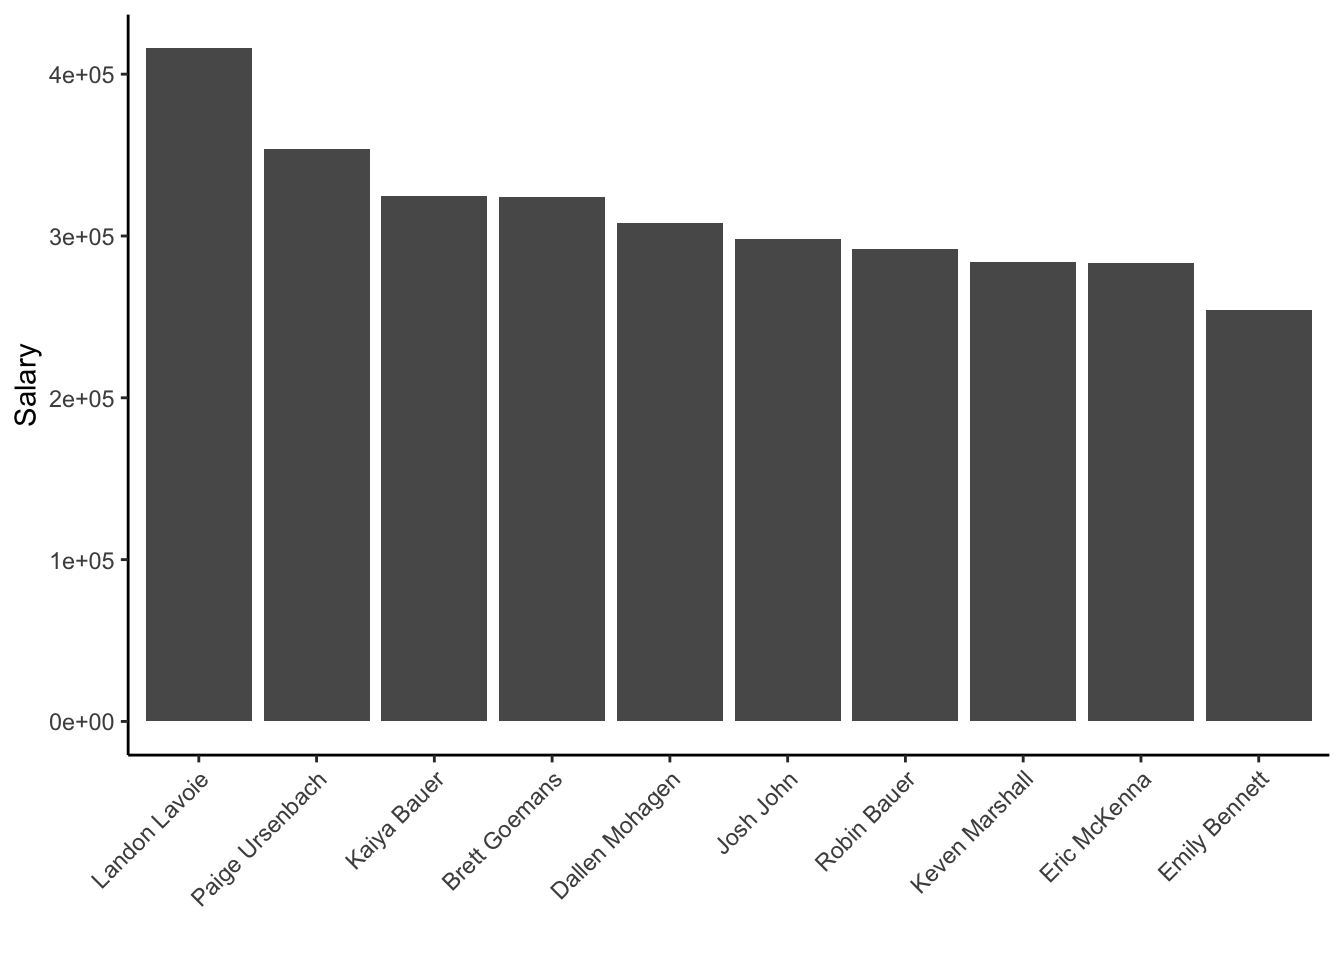 Salary
4e+05
3e+05
2e+05
1e+05
0e+00
Landon Lavoie
Paige Ursenbach
Kaiya Bauer
Brett Goemans
Dallen Mohagen
Josh John
Robin Bauer
Keven Marshall
Eric McKenna
Emily Bennett